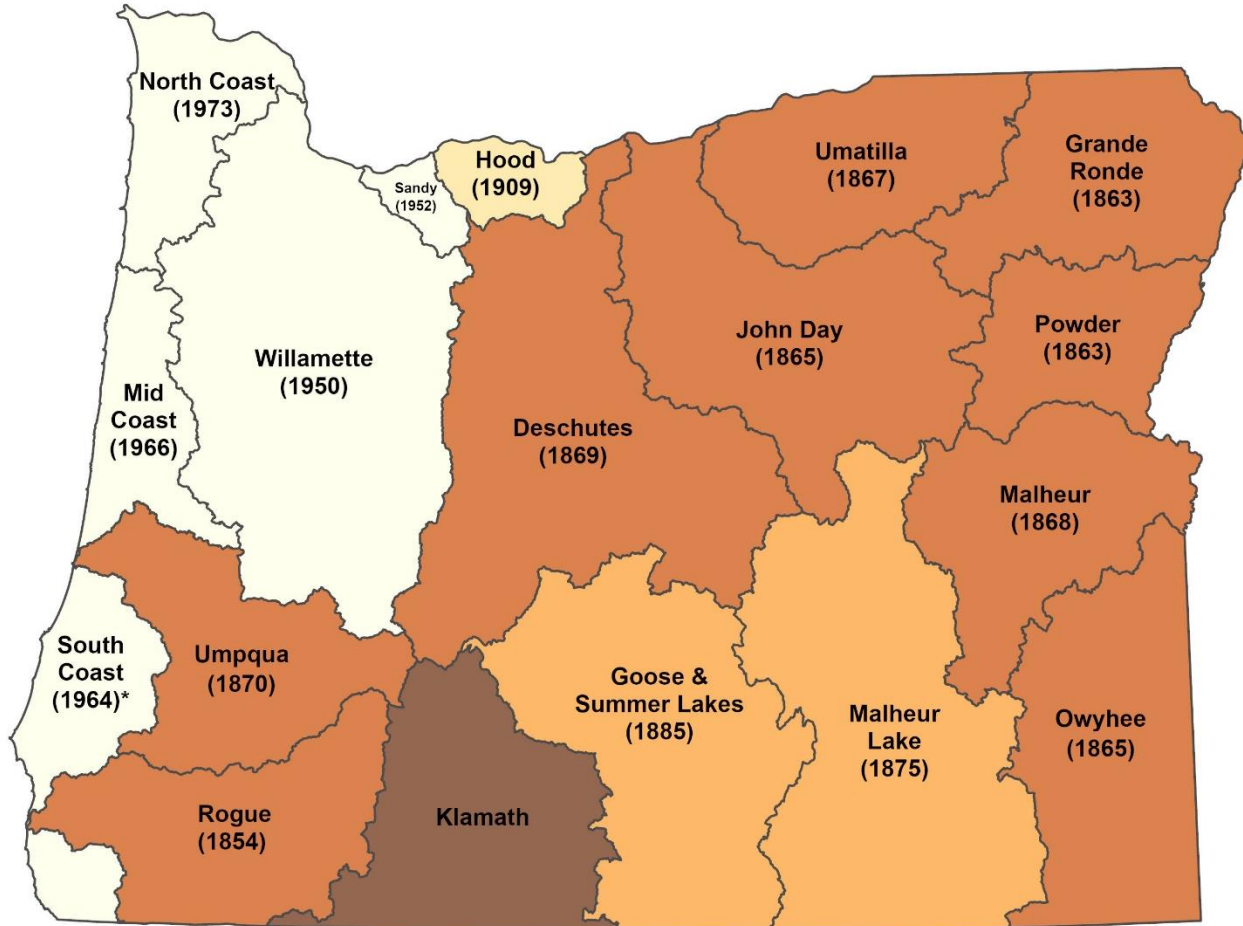 North Coast
(1973)
Hood
(1909)
Sandy
(1952)
Umatilla
(1867)
Grande
Ronde
(1863)
Willamette
(1950)
John Day
(1865)
Powder
(1863)
Mid
Coast
(1966)
Deschutes
(1869)
Malheur
(1868)
South
Coast
(1964)*
Umpqua
(1870)
Goose &
Summer Lakes
(1885)
Malheur
Lake
(1875)
Owyhee
(1865)
Rogue
(1854)
Klamath